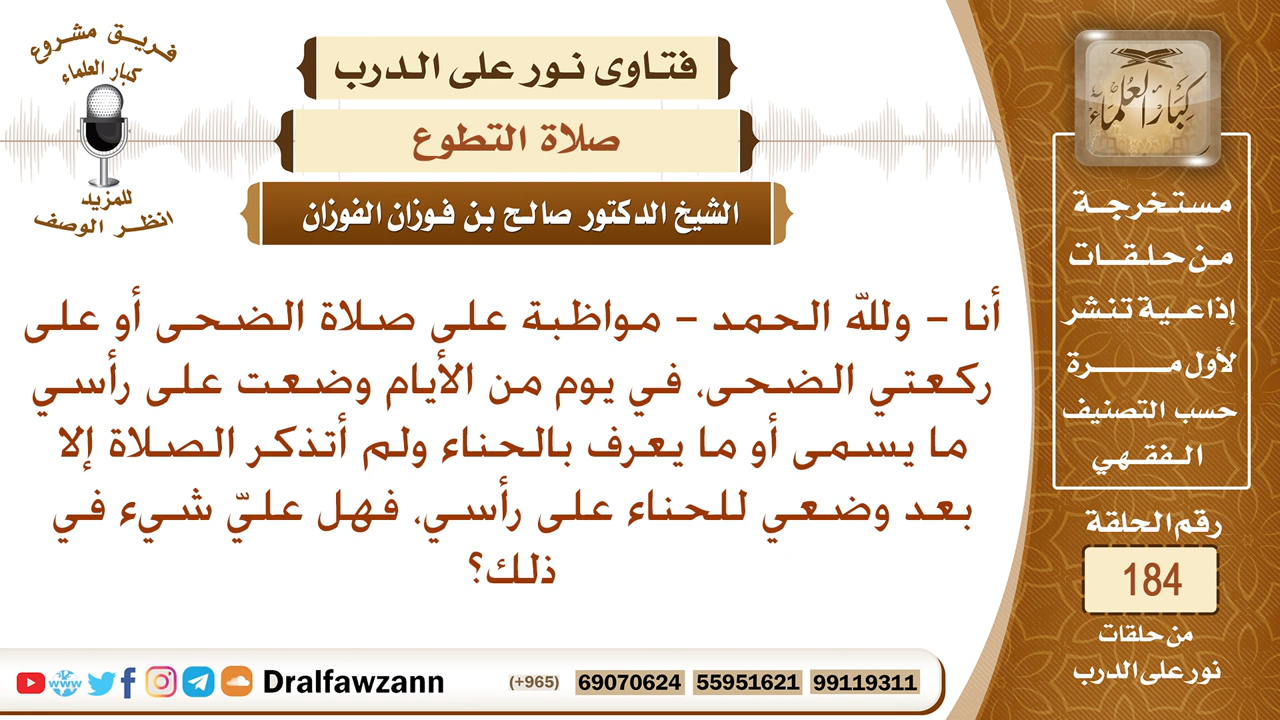 فريق مشروع
كبار العلماء
للمزيد
انظر الوصف
فتاوى نور على الدرب
صلاة التطوع
الشيخ الدكتور صالح بن فوزان الفوزان
أنا - ولله الحمد - مواظبة على صلاة الضحى أو على
ركعتي الضحى، في يوم من الأيام وضعت على رأسي
ما يسمى أو ما يعرف بالحناء ولم أتذكر الصلاة إلا
بعد وضعي للحناء على رأسي، فهل عليّ شيء في
ذلك؟
كبار العلماء
مستخرجة
من حلقات
إذاعية تنشر
لأول مرة
حسب التصنيف
الفقهي
رقم الحلقة
184
من حلقات
نور على الدرب
www
Dralfawzann
(+965) 69070624 55951621 99119311